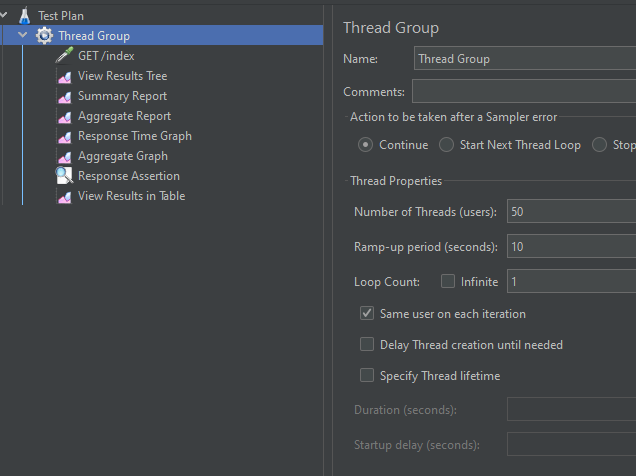 Test Plan
Thread Group
GET /index
View Results Tree
Summary Report
Aggregate Report
Response Time Graph
Aggregate Graph
Response Assertion
View Results in Table
Thread Group
Name: Thread Group
Comments:
Action to be taken after a Sampler error
Continue Start Next Thread Loop Stop
Thread Properties
Number of Threads (users): 50
Ramp-up period (seconds): 10
Loop Count: Infinite 1
Same user on each iteration
Delay Thread creation until needed
Specify Thread lifetime
Duration (seconds):
Startup delay (seconds):